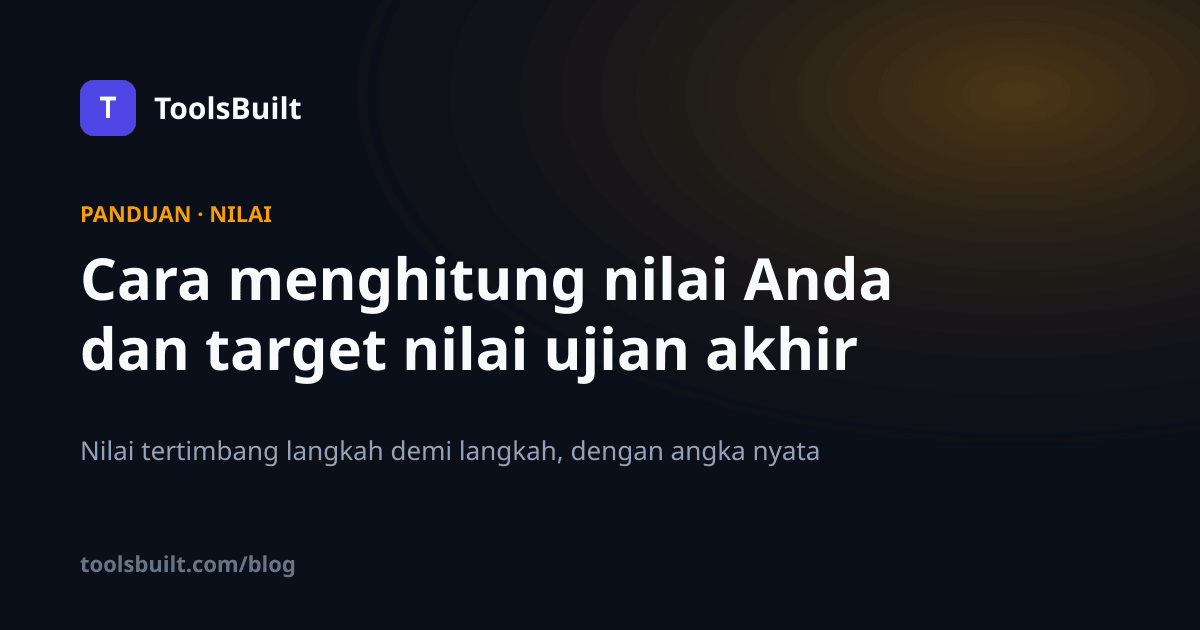 T ToolsBuilt
PANDUAN · NILAI
Cara menghitung nilai Anda
dan target nilai ujian akhir
Nilai tertimbang langkah demi langkah, dengan angka nyata
toolsbuilt.com/blog